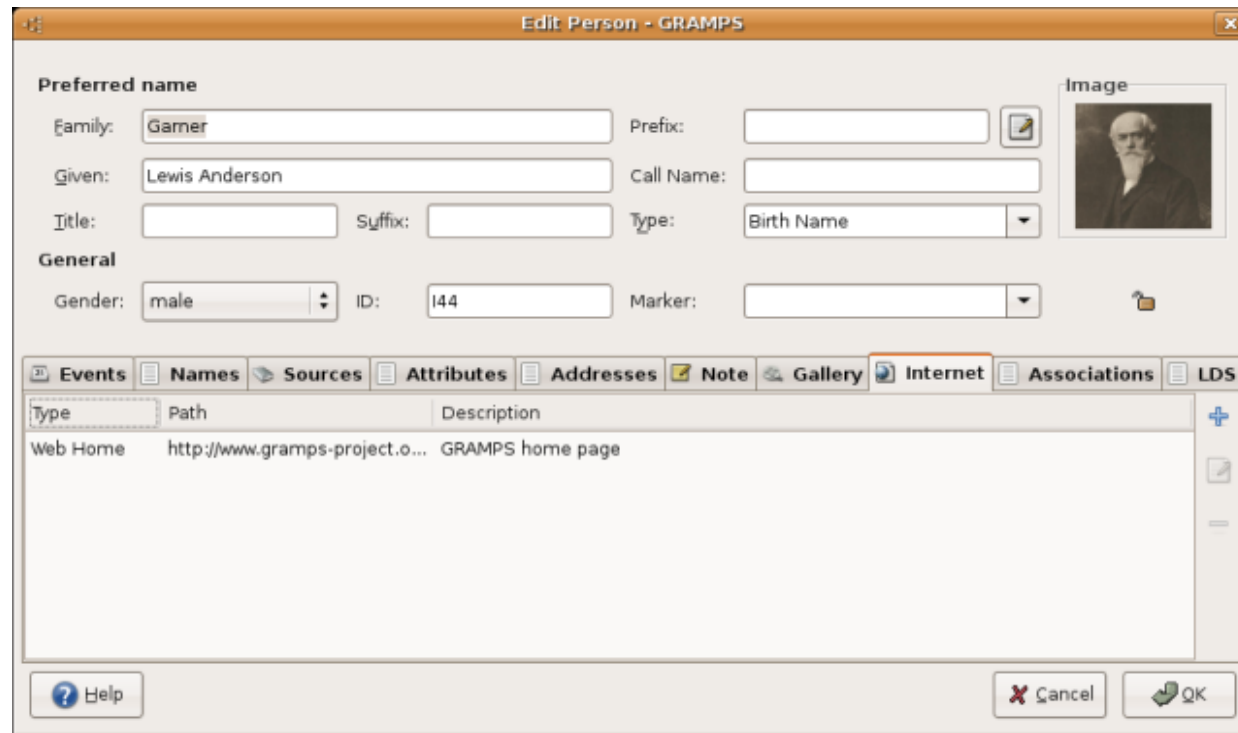 Edit Person - GRAMPS
Preferred name
Image
Family: Garner Prefix:
Given: Lewis Anderson Call Name:
Title: Suffix: Type: Birth Name
General
Gender: male ID: I44 Marker:
Events Names Sources Attributes Addresses Note Gallery Internet Associations LDS
Type Path Description
Web Home http://www.gramps-project.o... GRAMPS home page
Help Cancel OK